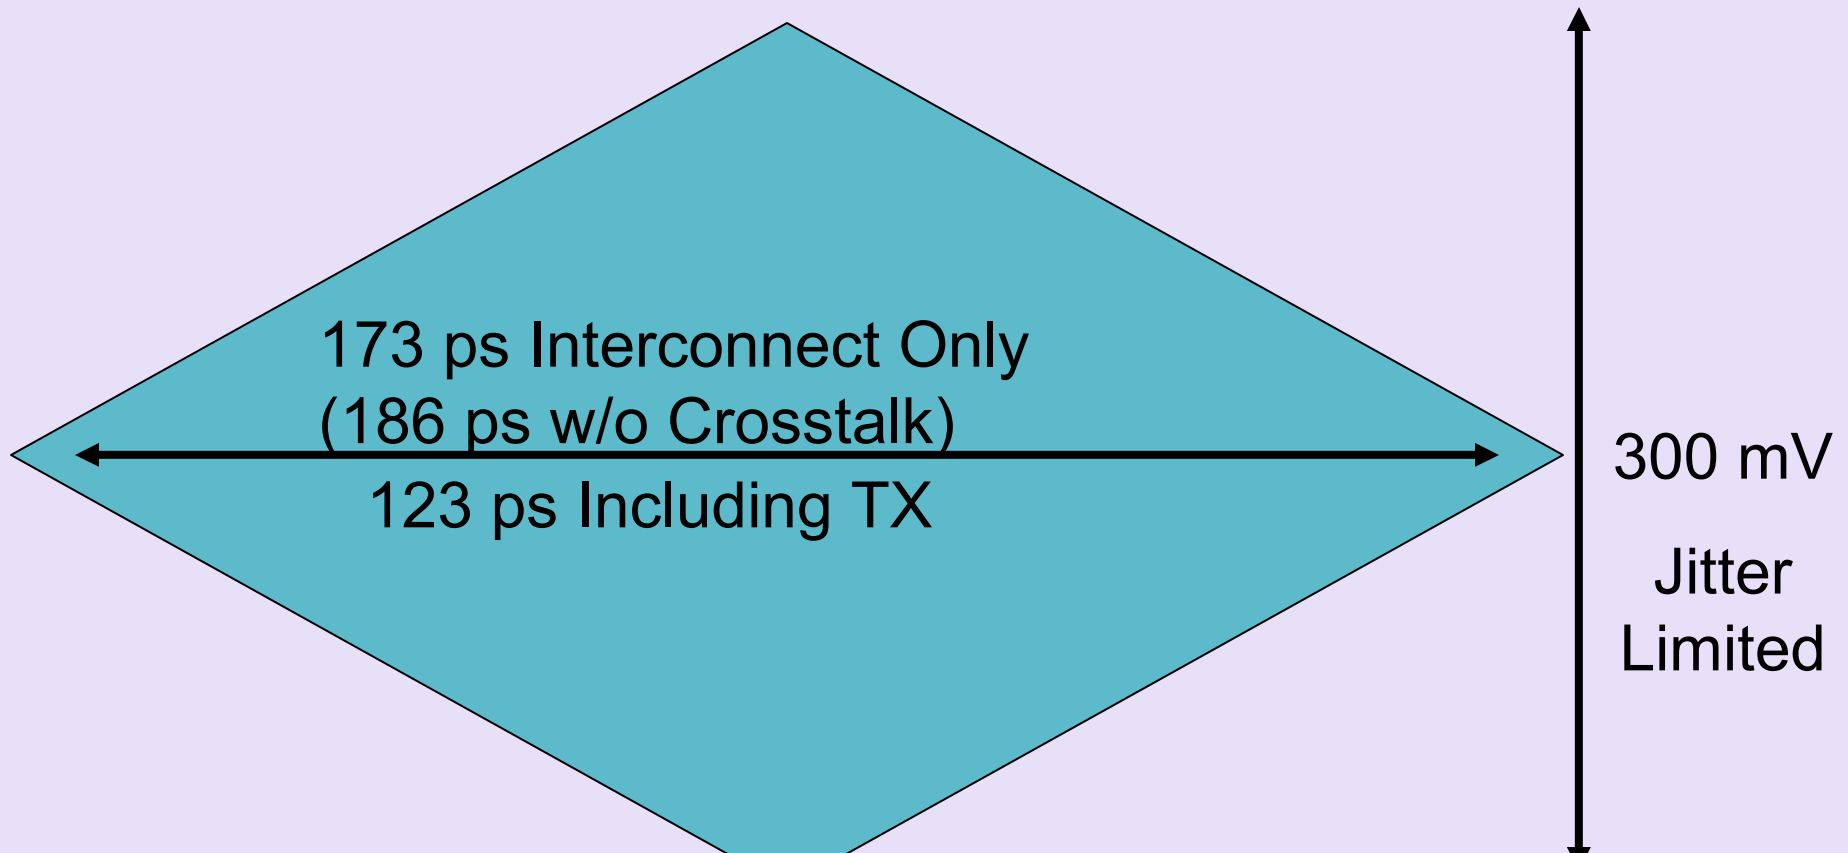 173 ps Interconnect Only
(186 ps w/o Crosstalk)
123 ps Including TX
300 mV
Jitter
Limited